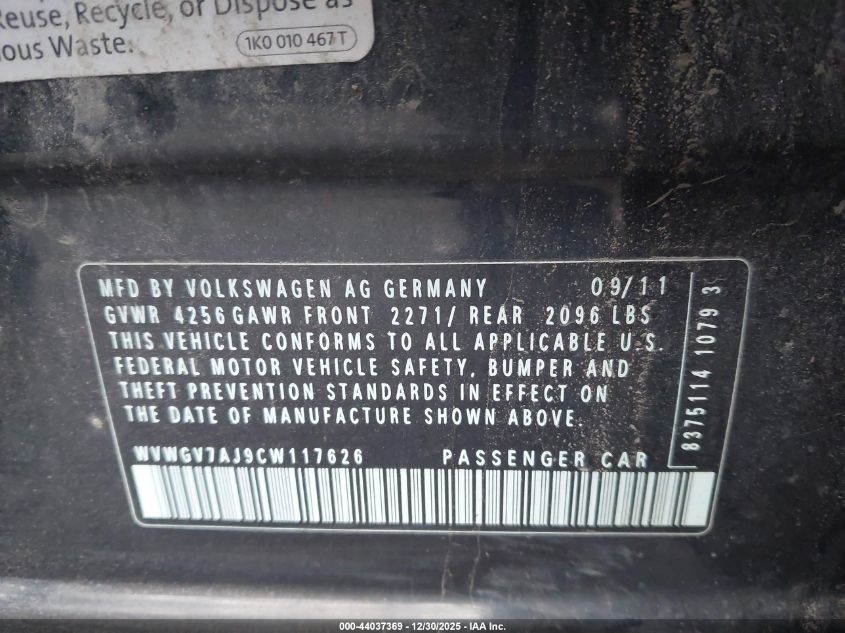 Reuse, Recycle, or Dispose as
ous Waste.
1K0 010 467 T
MFD BY VOLKSWAGEN AG GERMANY 09/11
GVWR 4256 GAWR FRONT 2271/ REAR 2096 LBS
THIS VEHICLE CONFORMS TO ALL APPLICABLE U.S.
FEDERAL MOTOR VEHICLE SAFETY, BUMPER AND
THEFT PREVENTION STANDARDS IN EFFECT ON
THE DATE OF MANUFACTURE SHOWN ABOVE.
WVWGV7AJ9CW117626 PASSENGER CAR
8375114 1079 3
000-44037369 - 12/30/2025 - IAA Inc.